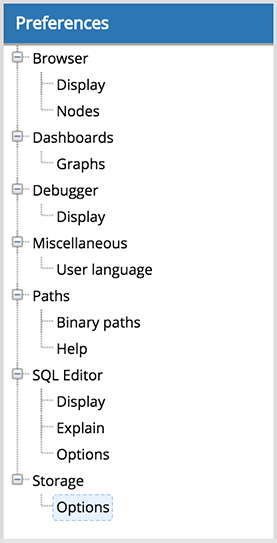 Preferences
Browser
Display
Nodes
Dashboards
Graphs
Debugger
Display
Miscellaneous
User language
Paths
Binary paths
Help
SQL Editor
Display
Explain
Options
Storage
Options